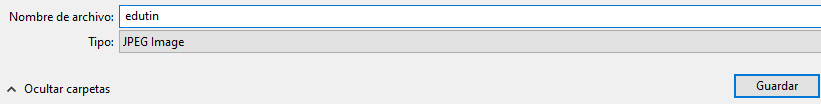 Nombre de archivo: edutin
Tipo: JPEG Image
Ocultar carpetas
Guardar